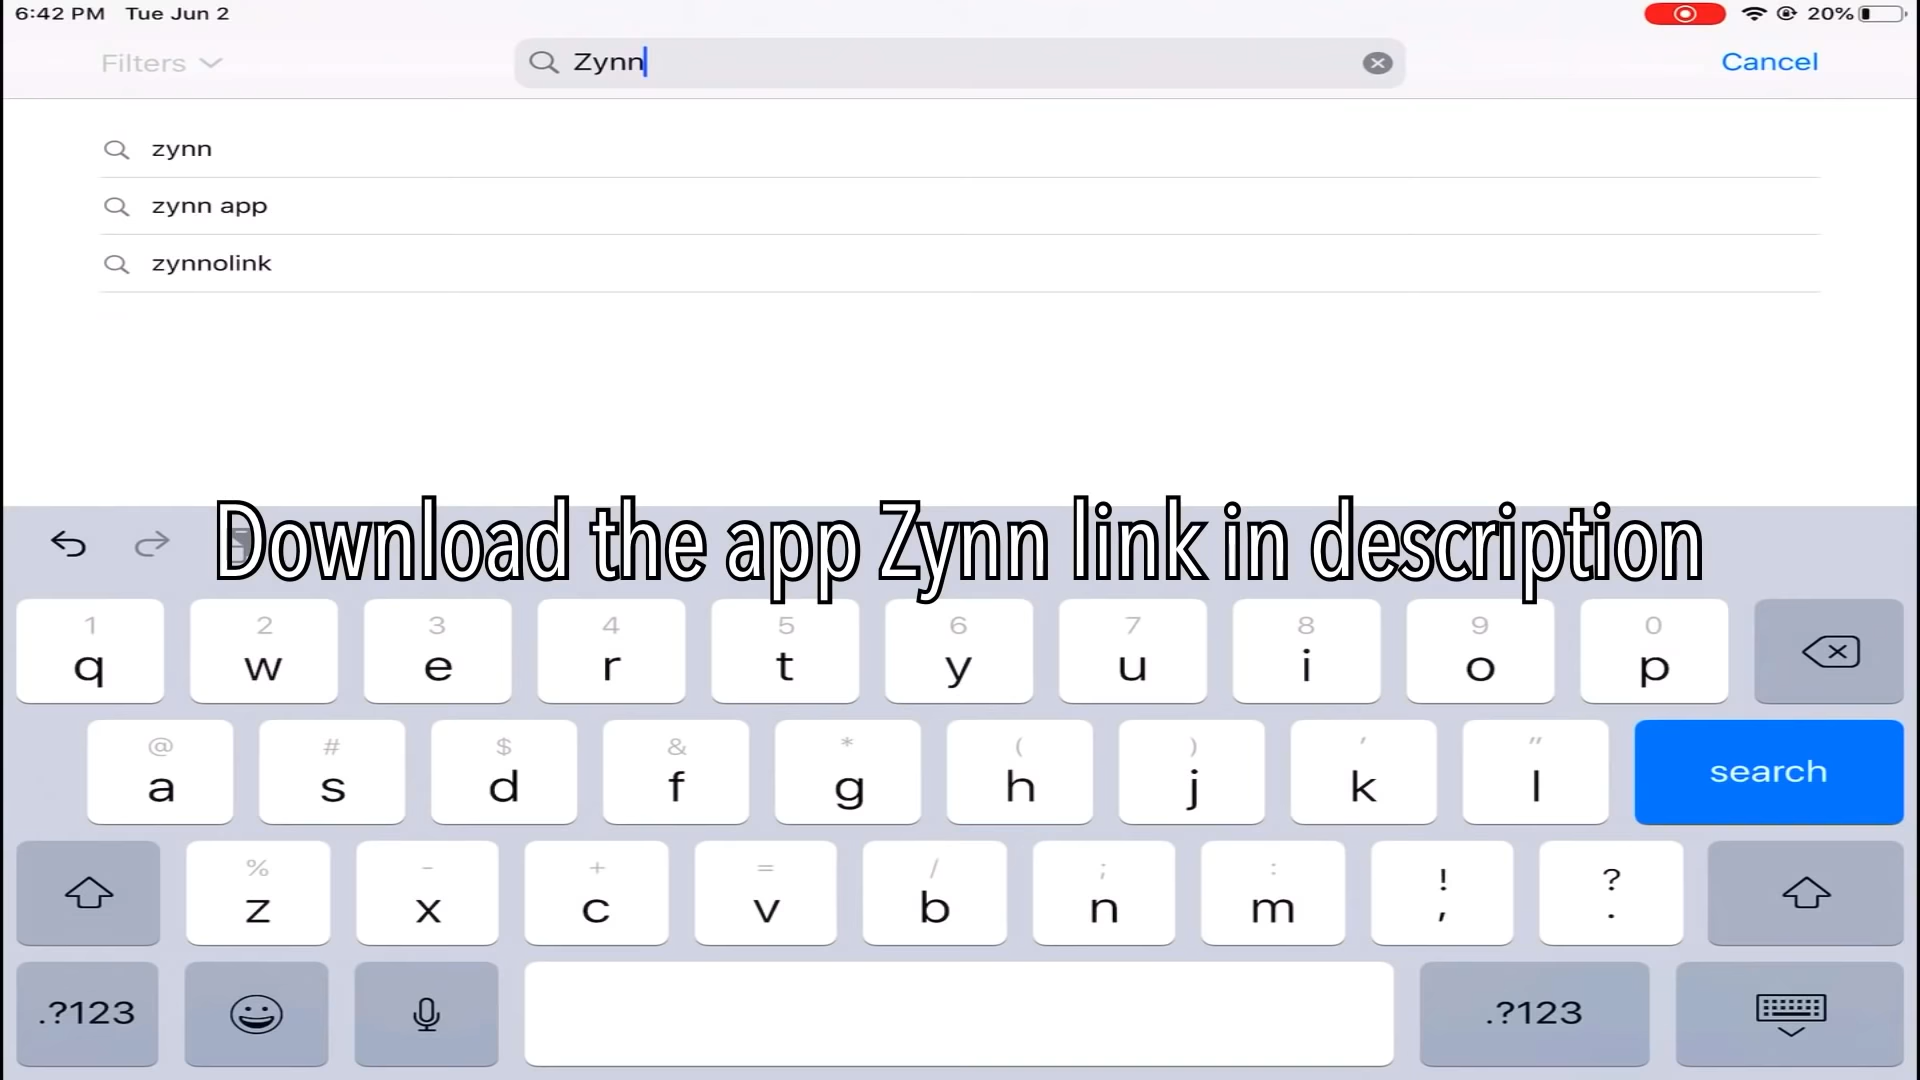 6:42 PM Tue Jun 2
20%
Filters
Zynn
Cancel
zynn
zynn app
zynnolink
Download the app Zynn link in description
1 2 3 4 5 6 7 8 9 0
q w e r t y u i o p
@ # $ & * ( ) ' "
a s d f g h j k l
search
% - + = / ; : ! ?
z x c v b n m , .
.?123
.?123